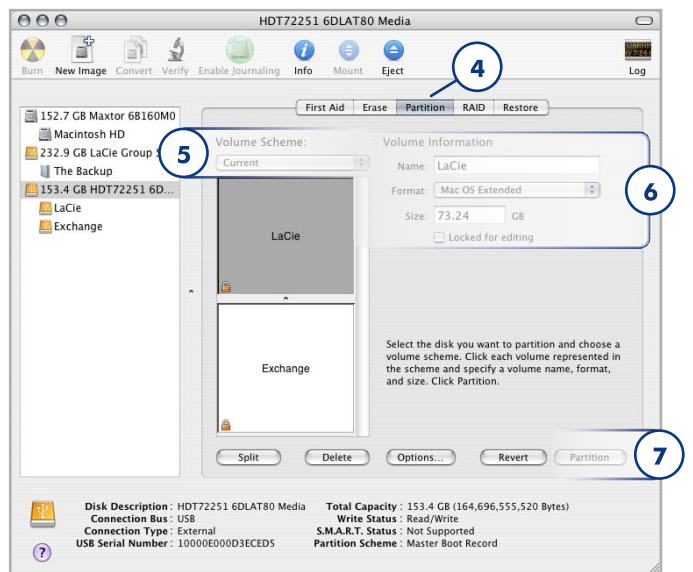 HDT72251 6DLAT80 Media
Burn New Image Convert Verify Enable Journaling Info Mount Eject Log
4
First Aid Erase Partition RAID Restore
152.7 GB Maxtor 6B160M0
Macintosh HD
232.9 GB LaCie Group
The Backup
153.4 GB HDT72251 6D...
LaCie
Exchange
5
Volume Scheme:
Current
LaCie
Exchange
Volume Information
Name: LaCie
Format: Mac OS Extended
Size: 73.24 GB
Locked for editing
6
Select the disk you want to partition and choose a
volume scheme. Click each volume represented in
the scheme and specify a volume name, format,
and size. Click Partition.
Split Delete Options... Revert Partition
7
Disk Description : HDT72251 6DLAT80 Media
Connection Bus : USB
Connection Type : External
USB Serial Number : 10000E000D3ECED5
Total Capacity : 153.4 GB (164,696,555,520 Bytes)
Write Status : Read/Write
S.M.A.R.T. Status : Not Supported
Partition Scheme : Master Boot Record
?